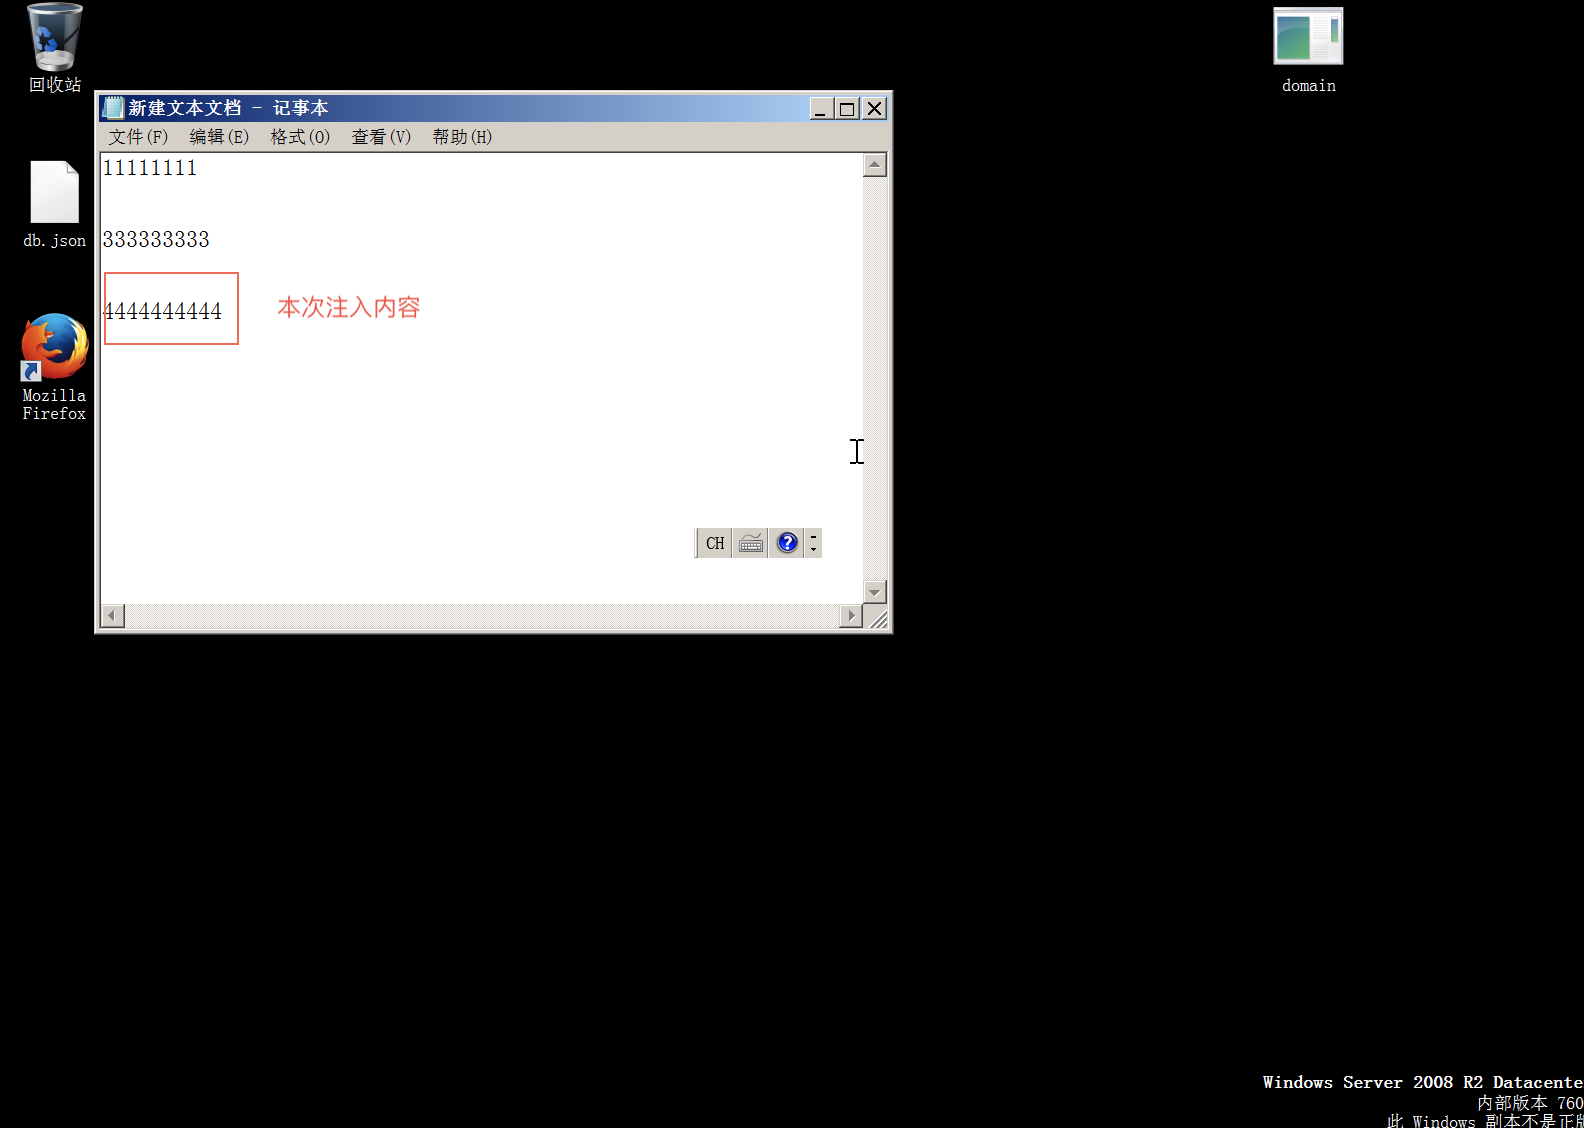 回收站
domain
新建文本文档 - 记事本
文件(F) 编辑(E) 格式(O) 查看(V) 帮助(H)
11111111
db.json
333333333
4444444444 本次注入内容
Mozilla
Firefox
CH
Windows Server 2008 R2 Datacente
内部版本 760
此 Windows 副本不是正版